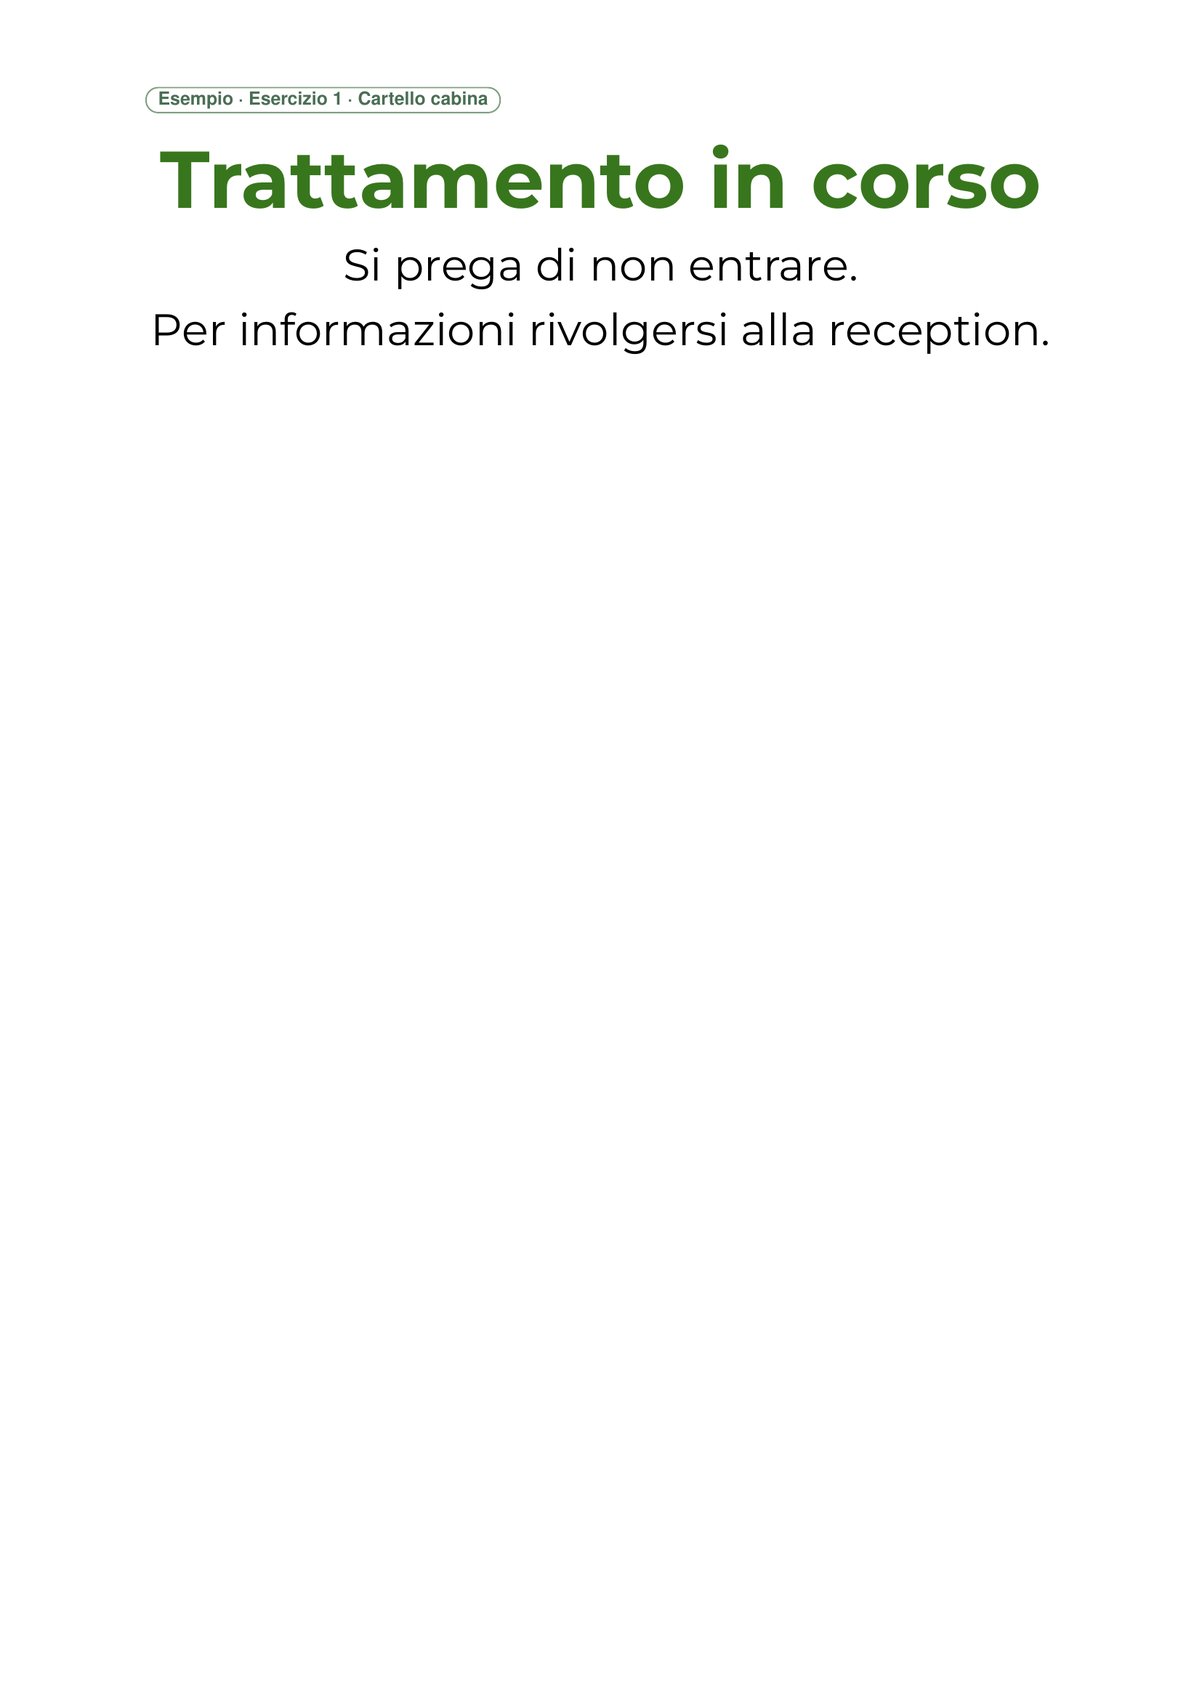 Esempio · Esercizio 1 · Cartello cabina
Trattamento in corso
Si prega di non entrare.
Per informazioni rivolgersi alla reception.